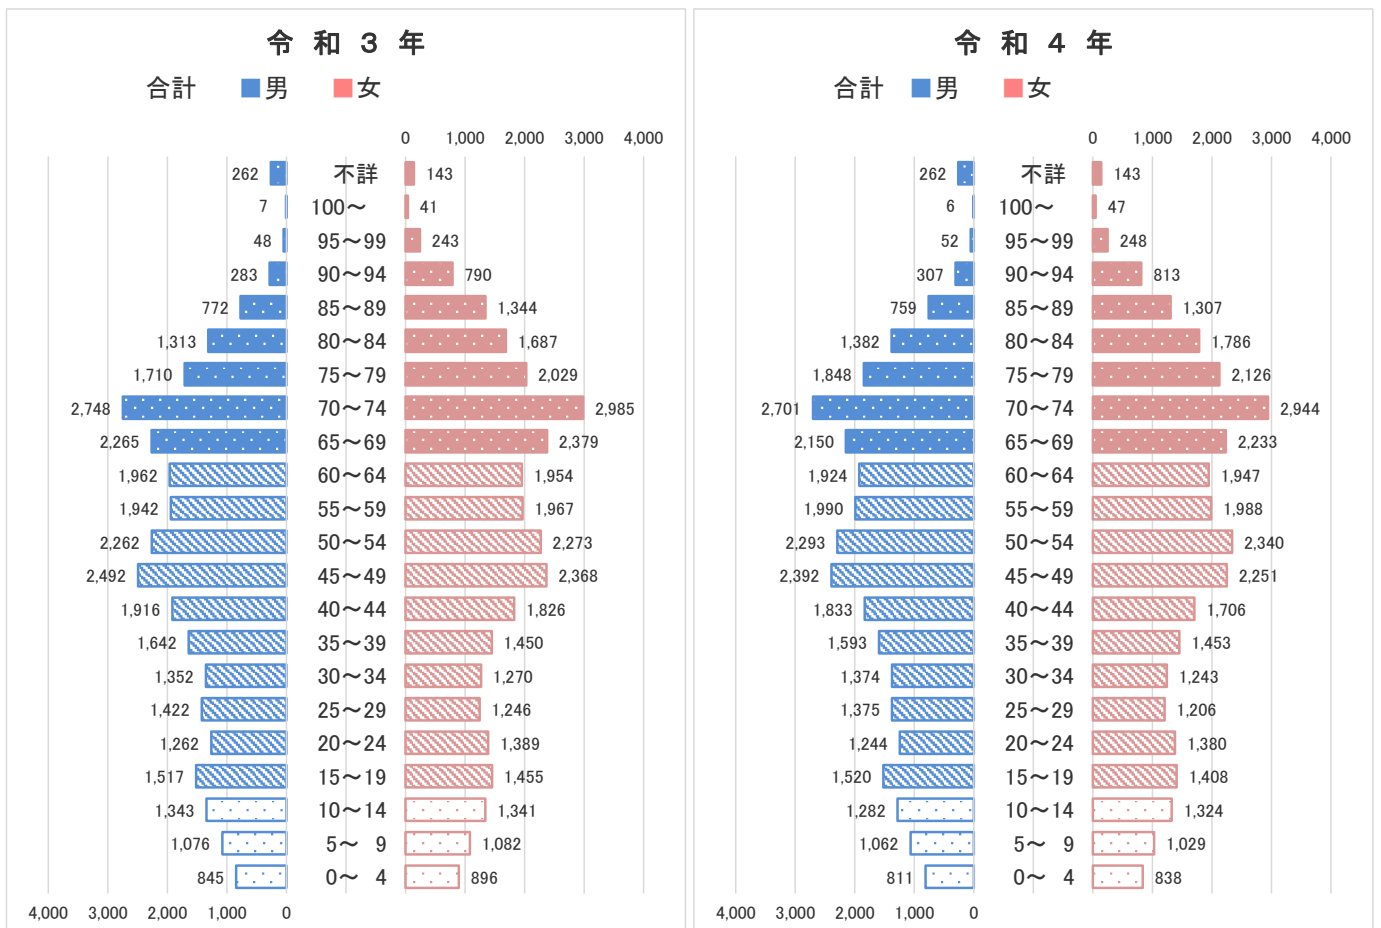 令和３年
合計 男 女
0 1,000 2,000 3,000 4,000
262 不詳 143
7 100～ 41
48 95～99 243
283 90～94 790
772 85～89 1,344
1,313 80～84 1,687
1,710 75～79 2,029
2,748 70～74 2,985
2,265 65～69 2,379
1,962 60～64 1,954
1,942 55～59 1,967
2,262 50～54 2,273
2,492 45～49 2,368
1,916 40～44 1,826
1,642 35～39 1,450
1,352 30～34 1,270
1,422 25～29 1,246
1,262 20～24 1,389
1,517 15～19 1,455
1,343 10～14 1,341
1,076 5～ 9 1,082
845 0～ 4 896
4,000 3,000 2,000 1,000 0
令和４年
合計 男 女
0 1,000 2,000 3,000 4,000
262 不詳 143
6 100～ 47
52 95～99 248
307 90～94 813
759 85～89 1,307
1,382 80～84 1,786
1,848 75～79 2,126
2,701 70～74 2,944
2,150 65～69 2,233
1,924 60～64 1,947
1,990 55～59 1,988
2,293 50～54 2,340
2,392 45～49 2,251
1,833 40～44 1,706
1,593 35～39 1,453
1,374 30～34 1,243
1,375 25～29 1,206
1,244 20～24 1,380
1,520 15～19 1,408
1,282 10～14 1,324
1,062 5～ 9 1,029
811 0～ 4 838
4,000 3,000 2,000 1,000 0